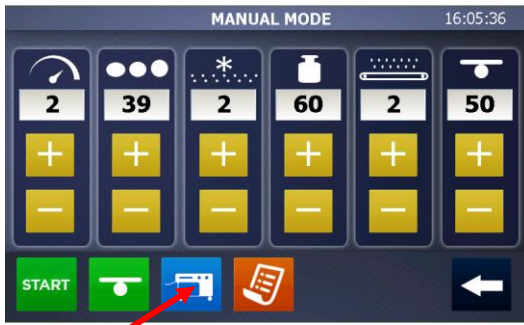 MANUAL MODE 16:05:36
2 39 2 60 2 50
+ + + + + +
- - - - - -
START